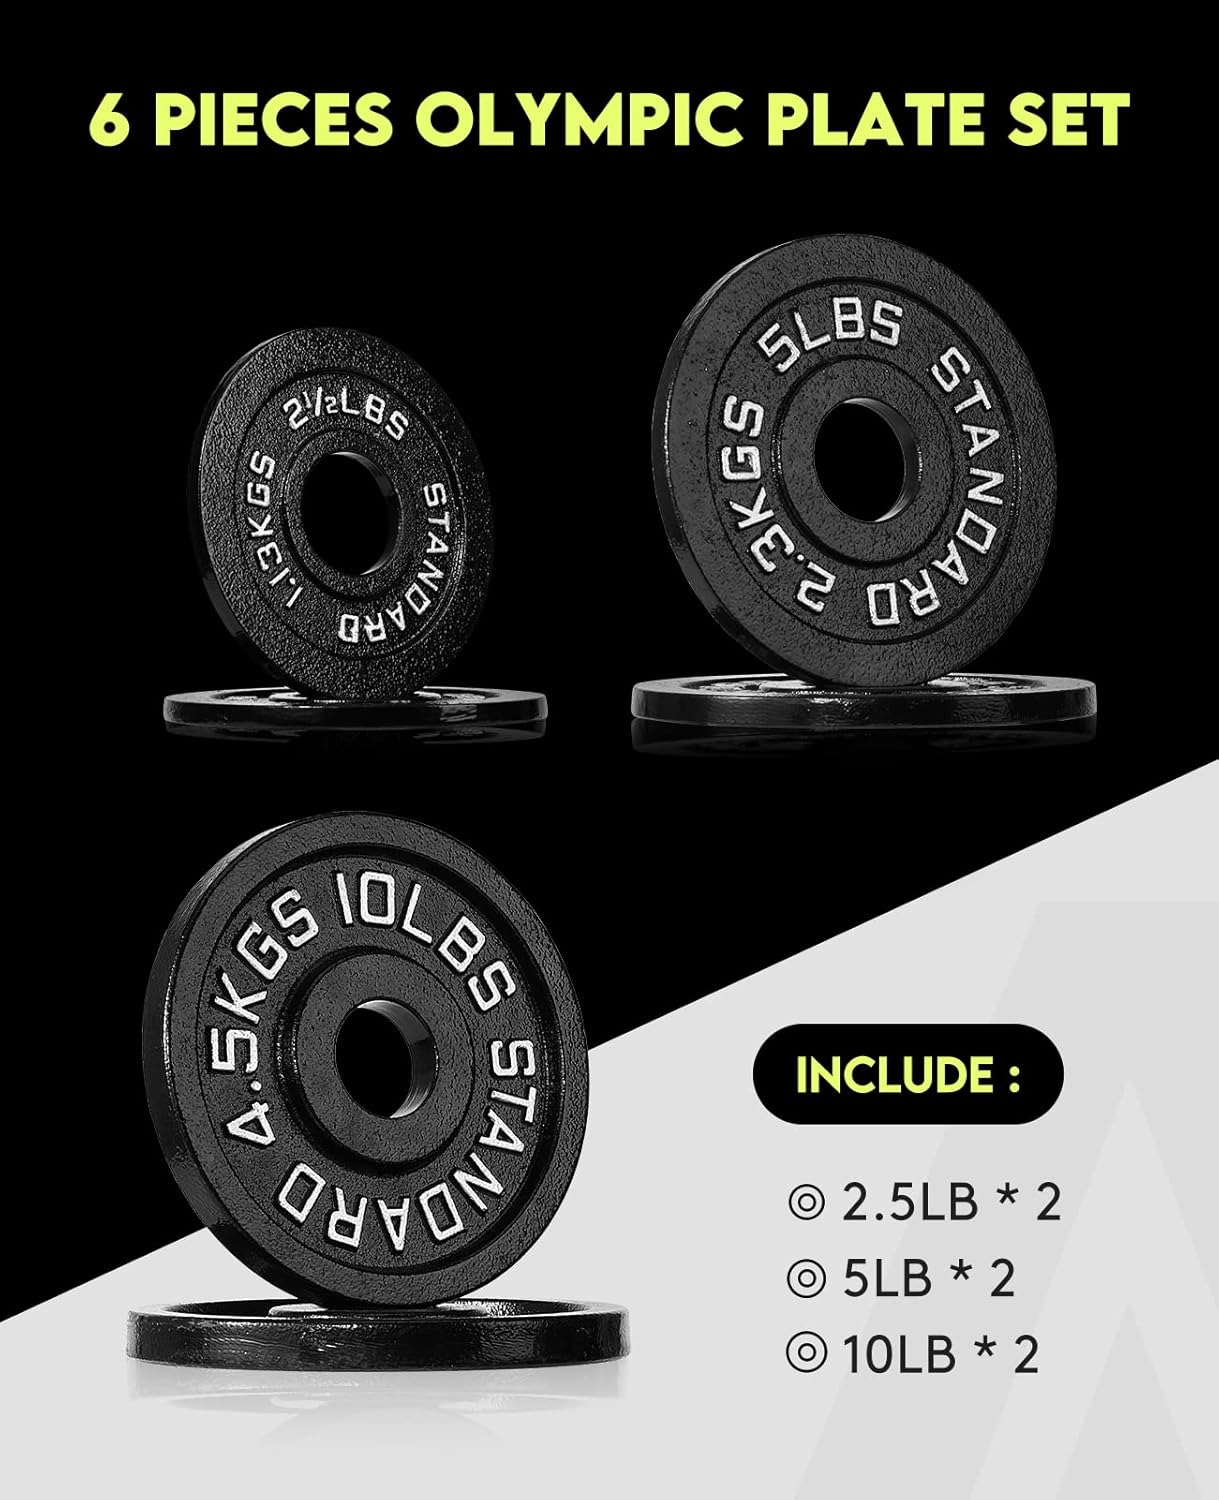 6 PIECES OLYMPIC PLATE SET
2½LBS
STANDARD
1.13KGS
5LBS
STANDARD
2.3KGS
10LBS
STANDARD
4.5KGS
INCLUDE :
2.5LB * 2
5LB * 2
10LB * 2